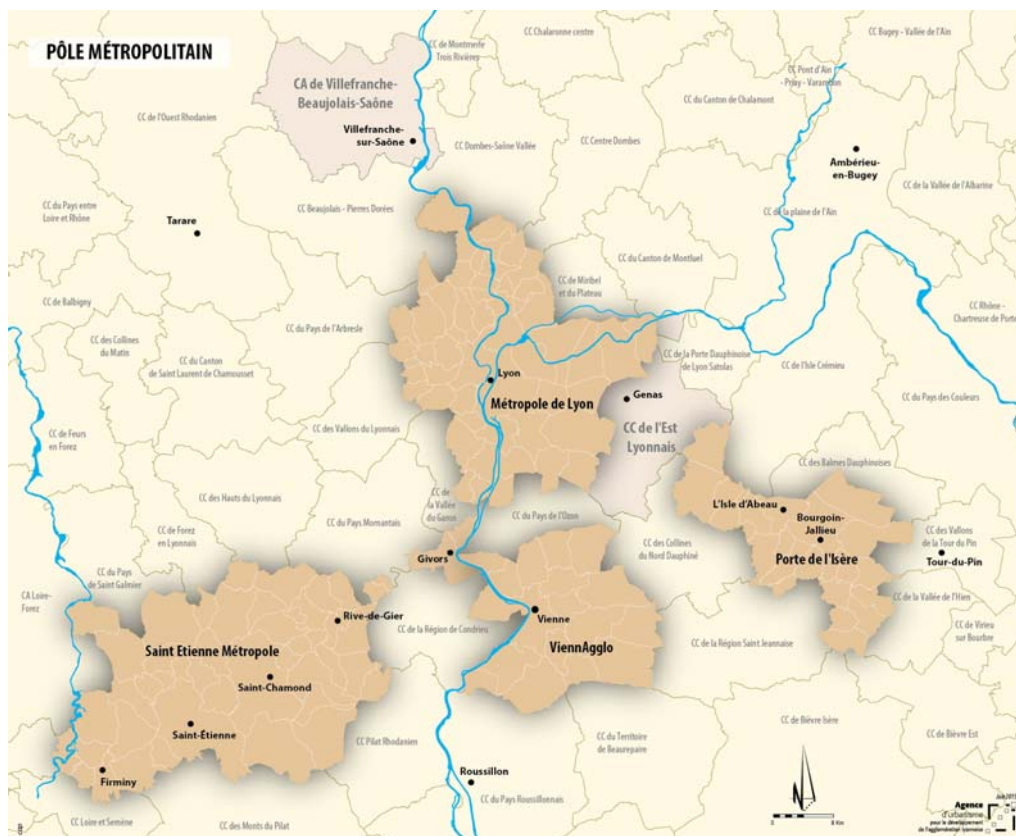 PÔLE MÉTROPOLITAIN
CC de Montmerle
Trois Rivières
CC Chalaronne centre
CC Bugey - Vallée de l'Ain
CA de Villefranche-
Beaujolais-Saône
CC Pont d'Ain
- Priay - Varambon
CC du Canton de Chalamont
CC de l'Ouest Rhodanien
Villefranche-
sur-Saône
CC Dombes-Saône Vallée
CC Centre Dombes
Ambérieu-
en-Bugey
CC de la Vallée de l'Albarine
CC du Pays entre
Loire et Rhône
Tarare
CC Beaujolais - Pierres Dorées
CC de la plaine de l'Ain
CC du Canton de Montluel
CC de Miribel
et du Plateau
CC de Balbigny
CC Rhône -
Chartreuse de Porte
CC des Collines
du Matin
CC du Pays de l'Arbresle
CC du Canton
de Saint Laurent de Chamousset
CC de la Porte Dauphinoise
de Lyon Satolas
CC de l'Isle Crémieu
Lyon
Genas
Métropole de Lyon
CC du Pays des Couleurs
CC de l'Est
Lyonnais
CC des Vallons du Lyonnais
CC de Feurs
en Forez
CC des Balmes Dauphinoises
CC des Hauts du Lyonnais
CC de
la Vallée
du Garon
L'Isle d'Abeau
CC du Pays Mornantais
CC du Pays de l'Ozon
Bourgoin-
Jallieu
CC de Forez
en Lyonnais
CC des Vallons
de la Tour du Pin
CC des Collines
du Nord Dauphiné
Givors
Porte de l'Isère
Tour-du-Pin
CC du Pays
de Saint Galmier
CA Loire-
Forez
CC de la Vallée de l'Hien
Rive-de-Gier
Vienne
CC de la Région de Condrieu
CC de Virieu
sur Bourbre
CC de la Région Saint Jeannaise
Saint Etienne Métropole
ViennAgglo
Saint-Chamond
Saint-Étienne
CC de Bièvre Isère
CC Pilat Rhodanien
CC du Territoire
de Beaurepaire
CC de Bièvre Est
Firminy
Roussillon
CC du Pays Roussillonnais
N
0 8 Km
Agence
d'urbanisme
pour le développement
de l'agglomération lyonnaise
CC Loire et Semène
CC des Monts du Pilat